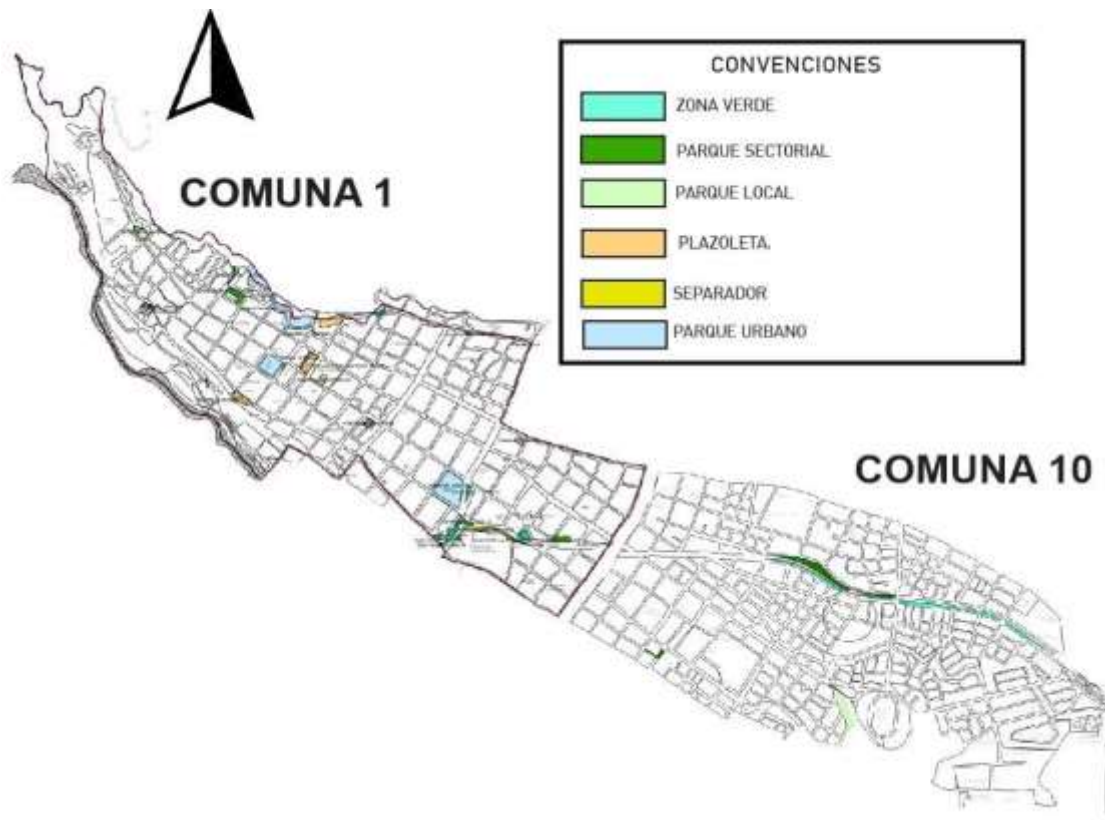 CONVENCIONES
ZONA VERDE
PARQUE SECTORIAL
PARQUE LOCAL
PLAZOLETA.
SEPARADOR
PARQUE URBANO
COMUNA 1
COMUNA 10